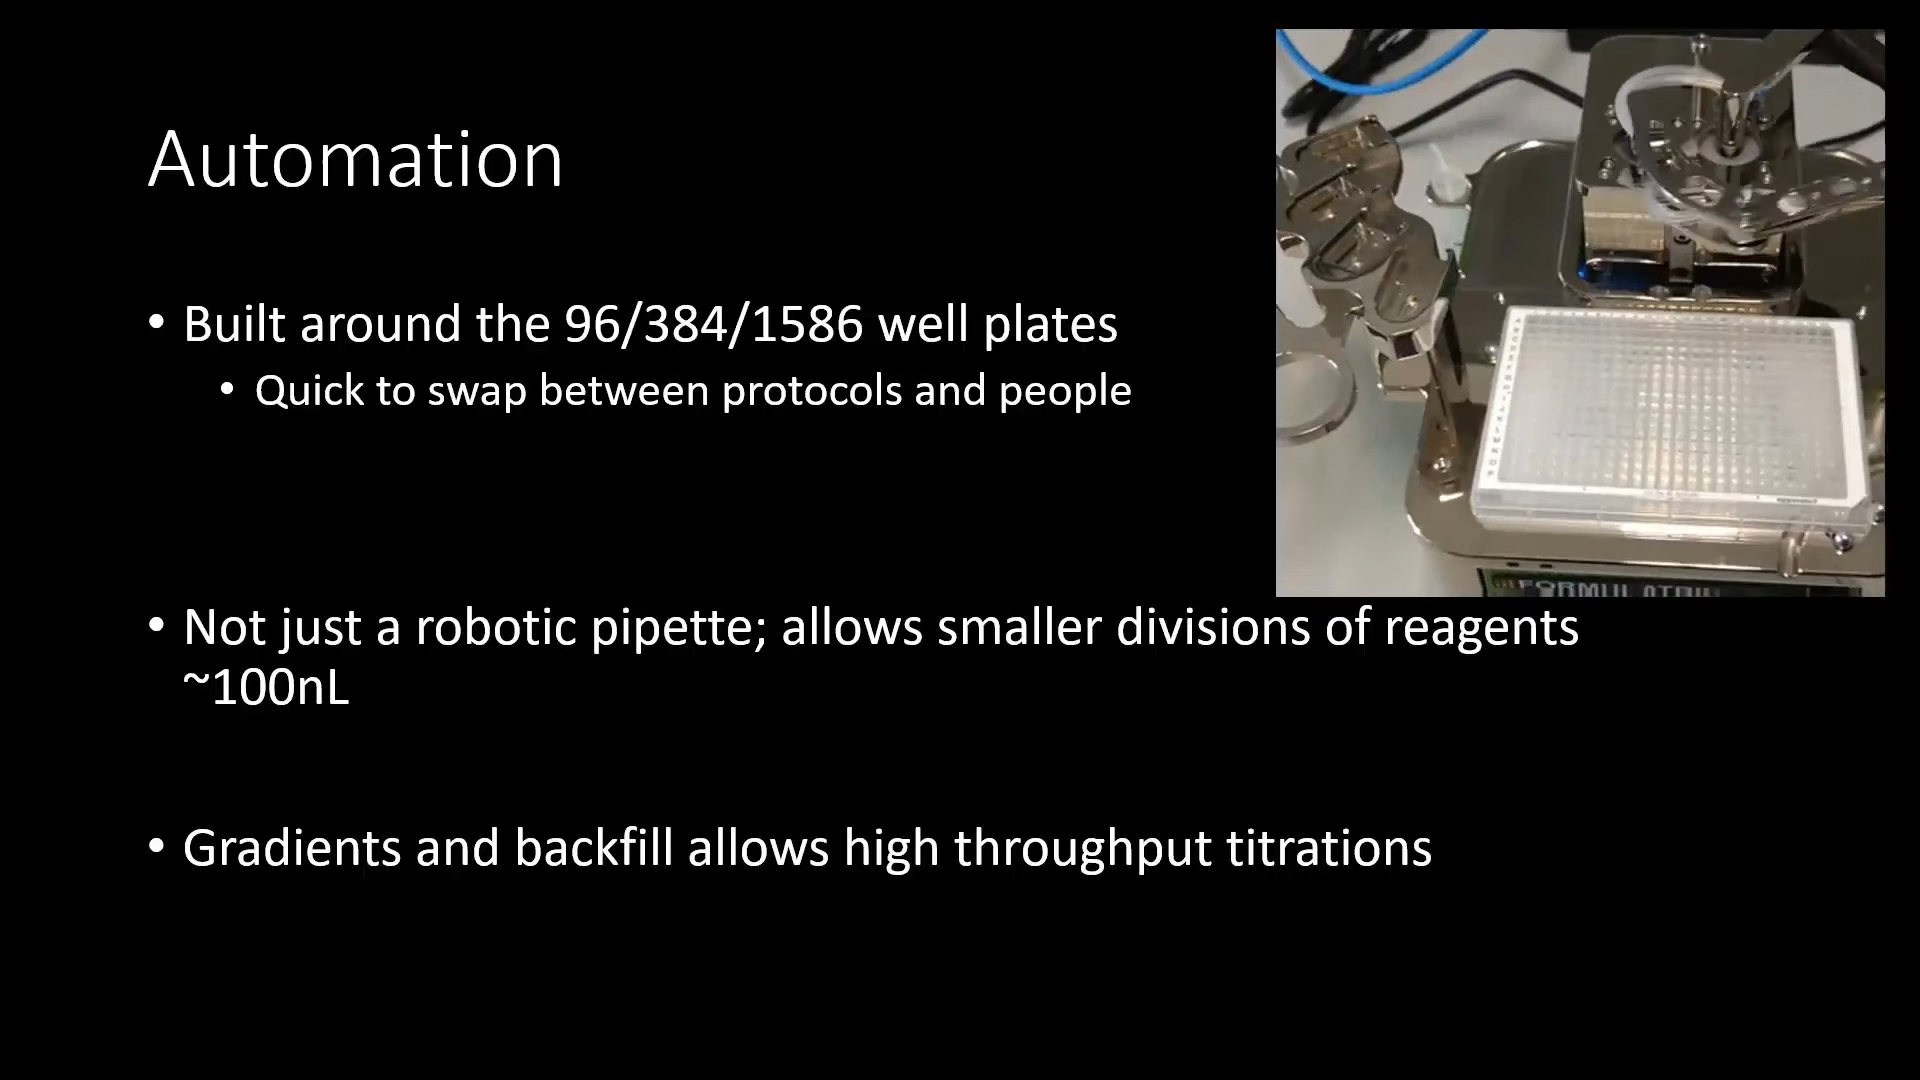 Automation
• Built around the 96/384/1586 well plates
• Quick to swap between protocols and people
• Not just a robotic pipette; allows smaller divisions of reagents
~100nL
• Gradients and backfill allows high throughput titrations